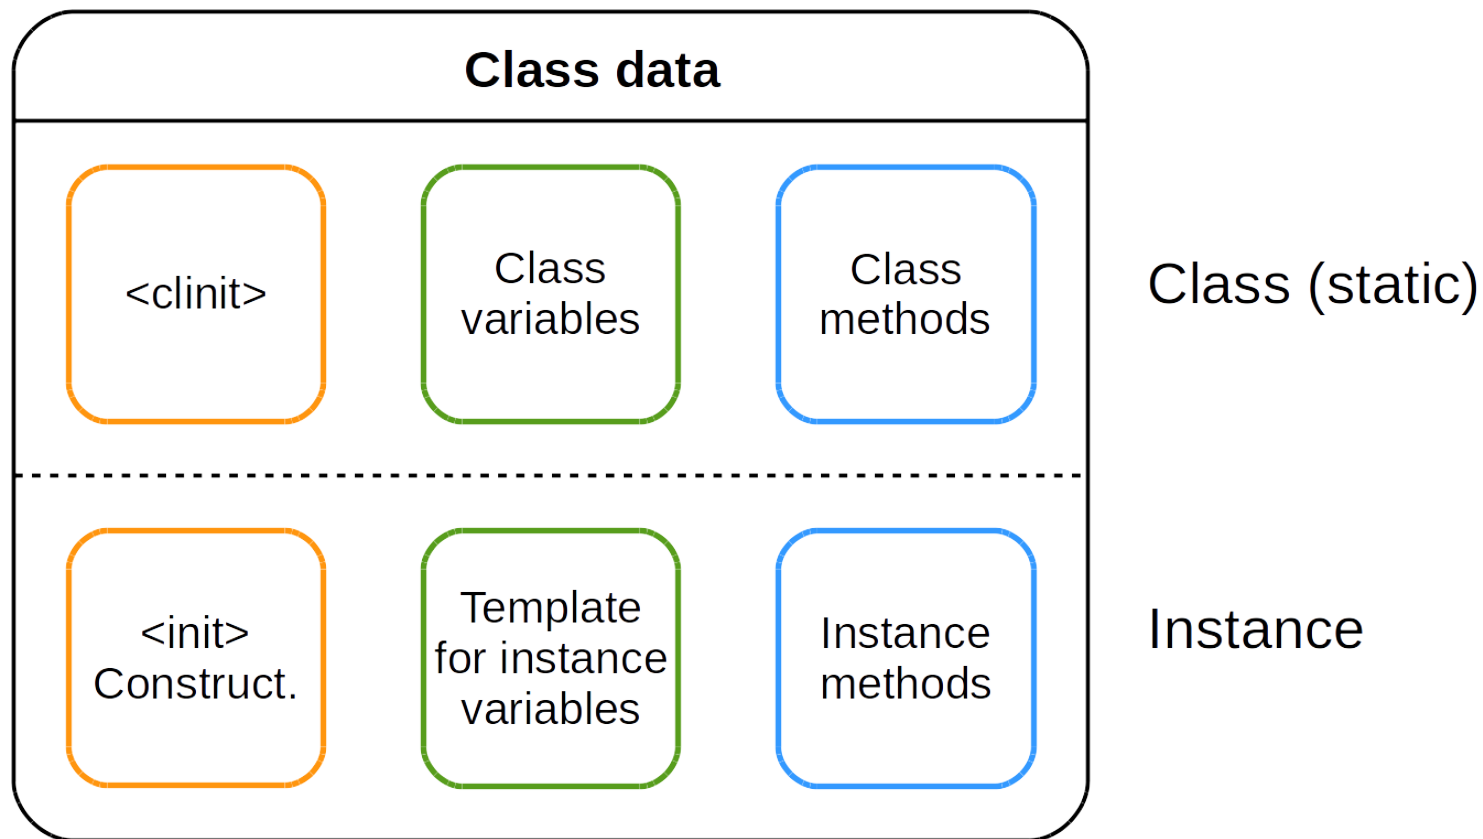 Class data
<clinit>
Class
variables
Class
methods
Class (static)
<init>
Construct.
Template
for instance
variables
Instance
methods
Instance